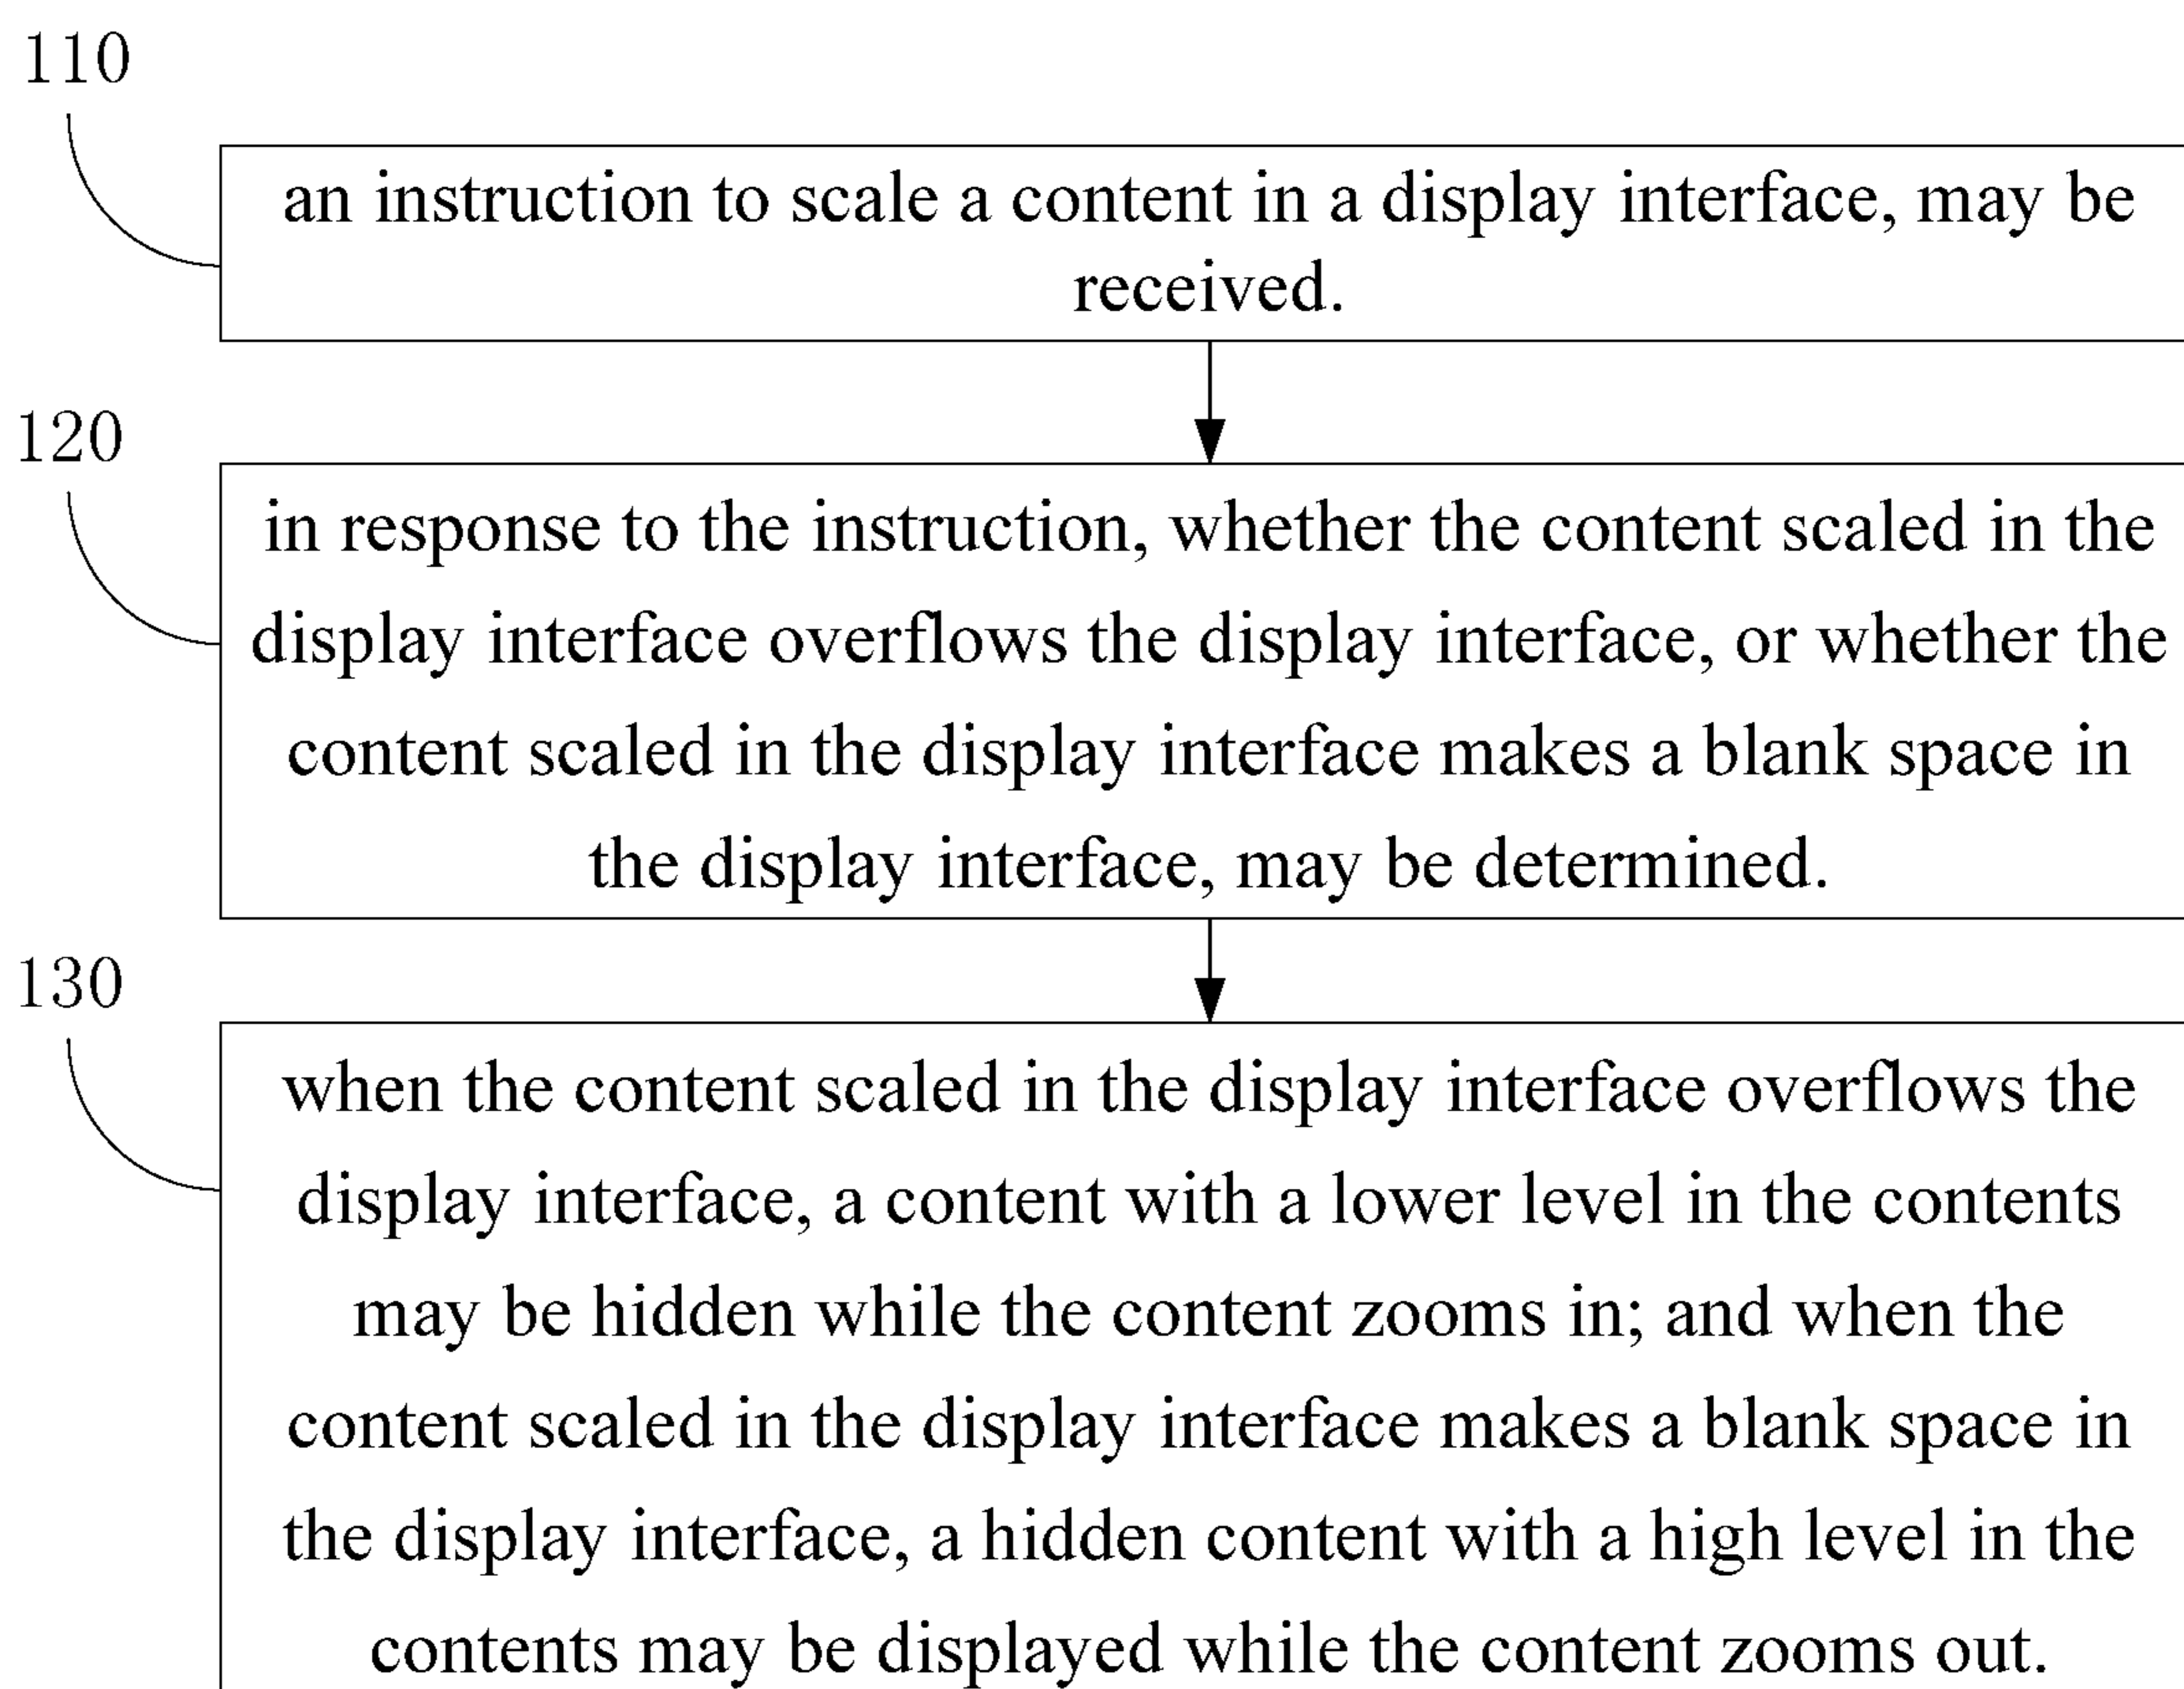 110
an instruction to scale a content in a display interface, may be
received.
120
in response to the instruction, whether the content scaled in the
display interface overflows the display interface, or whether the
content scaled in the display interface makes a blank space in
the display interface, may be determined.
130
when the content scaled in the display interface overflows the
display interface, a content with a lower level in the contents
may be hidden while the content zooms in; and when the
content scaled in the display interface makes a blank space in
the display interface, a hidden content with a high level in the
contents may be displayed while the content zooms out.